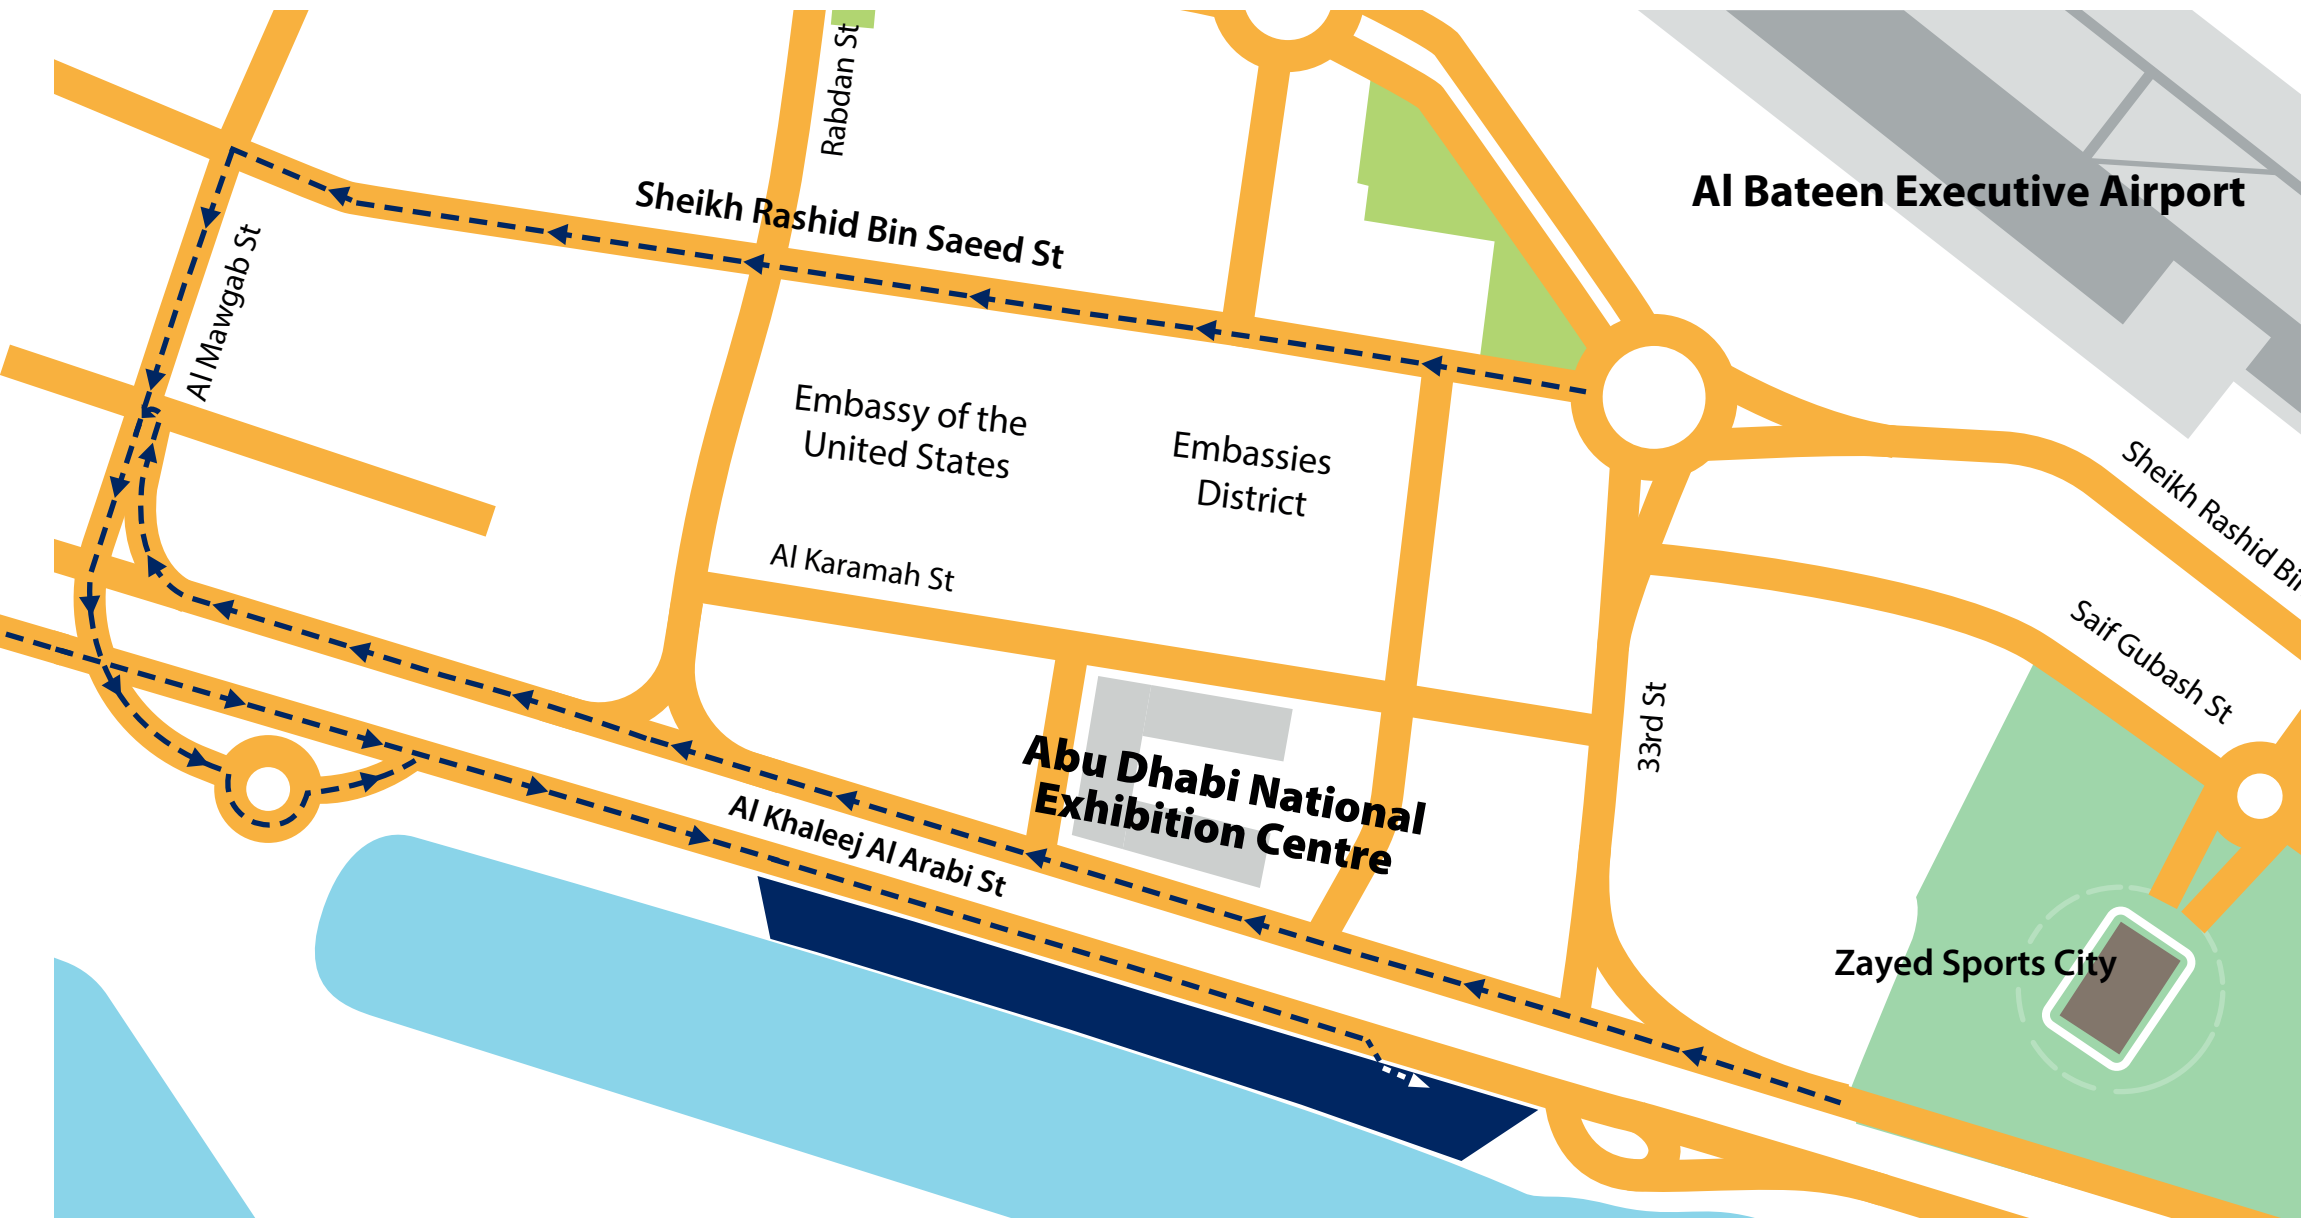 Rabdan St
Al Bateen Executive Airport
Sheikh Rashid Bin Saeed St
Al Mawgab St
Embassy of the
United States
Embassies
District
Sheikh Rashid Bin
Al Karamah St
Saif Gubash St
33rd St
Abu Dhabi National
Exhibition Centre
Al Khaleej Al Arabi St
Zayed Sports City